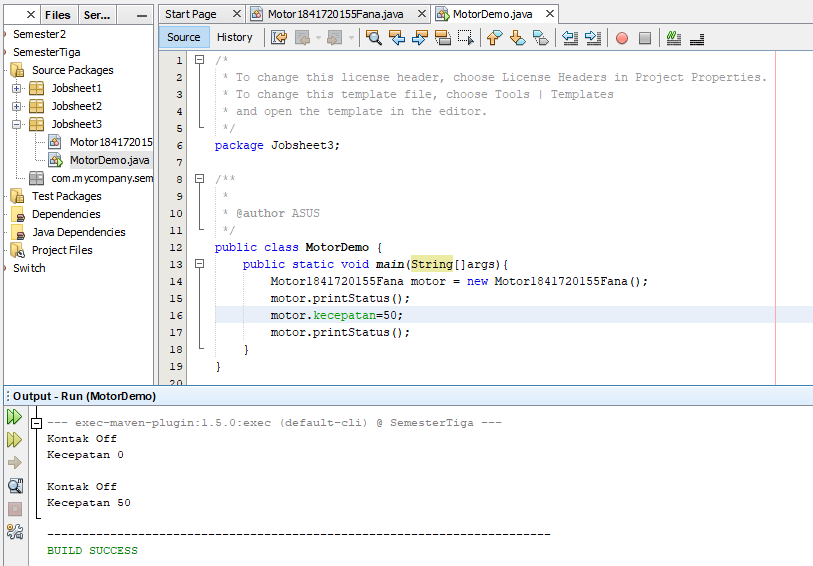 Files
Ser...
Semester2
SemesterTiga
Source Packages
Jobsheet1
Jobsheet2
Jobsheet3
Motor184172015
MotorDemo.java
com.mycompany.sem
Test Packages
Dependencies
Java Dependencies
Project Files
Switch
Start Page
Motor1841720155Fana.java
MotorDemo.java
Source
History
1 /*
2 * To change this license header, choose License Headers in Project Properties.
3 * To change this template file, choose Tools | Templates
4 * and open the template in the editor.
5 */
6 package Jobsheet3;
7
8 /**
9 *
10 * @author ASUS
11 */
12 public class MotorDemo {
13 public static void main(String[]args){
14 Motor1841720155Fana motor = new Motor1841720155Fana();
15 motor.printStatus();
16 motor.kecepatan=50;
17 motor.printStatus();
18 }
19 }
20
Output - Run (MotorDemo)
--- exec-maven-plugin:1.5.0:exec (default-cli) @ SemesterTiga ---
Kontak Off
Kecepatan 0
Kontak Off
Kecepatan 50
------------------------------------------------------------------------
BUILD SUCCESS